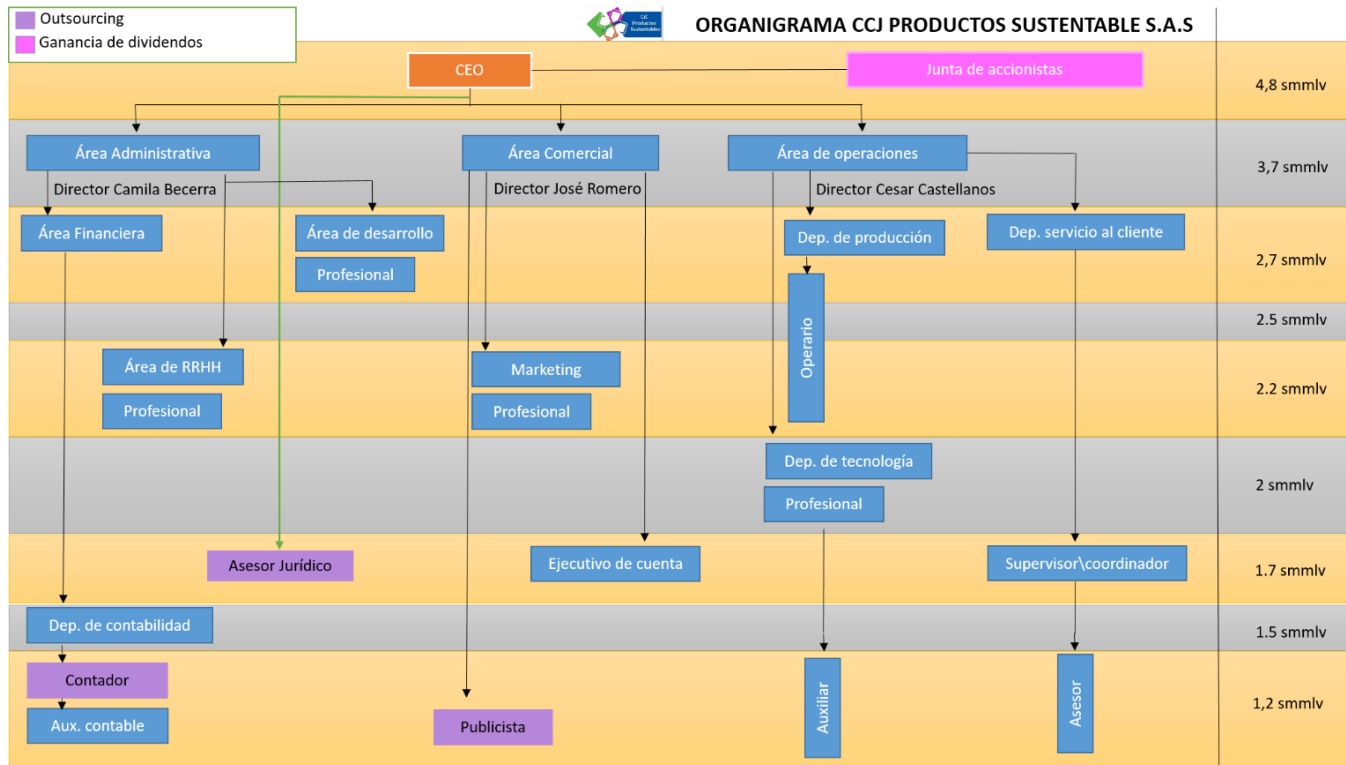 Outsourcing
Ganancia de dividendos
CJC
Productos
Sustentables
ORGANIGRAMA CCJ PRODUCTOS SUSTENTABLE S.A.S
CEO
Junta de accionistas
4,8 smmlv
Área Administrativa
Área Comercial
Área de operaciones
3,7 smmlv
Director Camila Becerra
Director José Romero
Director Cesar Castellanos
Área Financiera
Área de desarrollo
Dep. de producción
Dep. servicio al cliente
2,7 smmlv
Profesional
Operario
2.5 smmlv
Área de RRHH
Marketing
2.2 smmlv
Profesional
Profesional
Dep. de tecnología
2 smmlv
Profesional
Asesor Jurídico
Ejecutivo de cuenta
Supervisor\coordinador
1.7 smmlv
Dep. de contabilidad
1.5 smmlv
Contador
Auxiliar
Asesor
1,2 smmlv
Aux. contable
Publicista